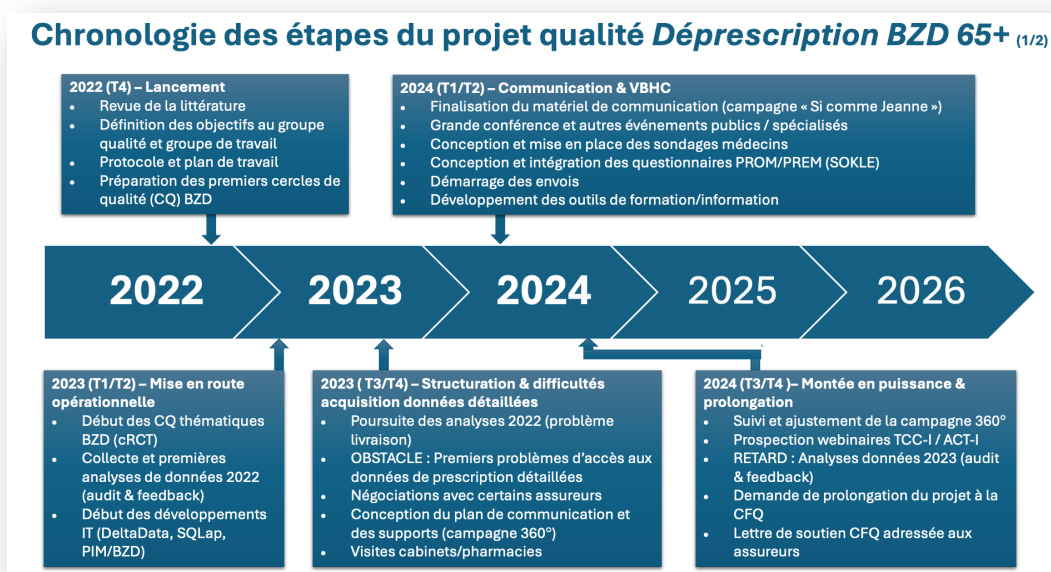 Chronologie des étapes du projet qualité Déprescription BZD 65+ (1/2)
2022 (T4) – Lancement
• Revue de la littérature
• Définition des objectifs au groupe
qualité et groupe de travail
• Protocole et plan de travail
• Préparation des premiers cercles de
qualité (CQ) BZD
2024 (T1/T2) – Communication & VBHC
• Finalisation du matériel de communication (campagne « Si comme Jeanne »)
• Grande conférence et autres événements publics / spécialisés
• Conception et mise en place des sondages médecins
• Conception et intégration des questionnaires PROM/PREM (SOKLE)
• Démarrage des envois
• Développement des outils de formation/information
2022
2023
2024
2025
2026
2023 (T1/T2) – Mise en route
opérationnelle
• Début des CQ thématiques
BZD (cRCT)
• Collecte et premières
analyses de données 2022
(audit & feedback)
• Début des développements
IT (DeltaData, SQLap,
PIM/BZD)
2023 ( T3/T4) – Structuration & difficultés
acquisition données détaillées
• Poursuite des analyses 2022 (problème
livraison)
• OBSTACLE : Premiers problèmes d'accès aux
données de prescription détaillées
• Négociations avec certains assureurs
• Conception du plan de communication et
des supports (campagne 360°)
• Visites cabinets/pharmacies
2024 (T3/T4 )– Montée en puissance &
prolongation
• Suivi et ajustement de la campagne 360°
• Prospection webinaires TCC-I / ACT-I
• RETARD : Analyses données 2023 (audit
& feedback)
• Demande de prolongation du projet à la
CFQ
• Lettre de soutien CFQ adressée aux
assureurs